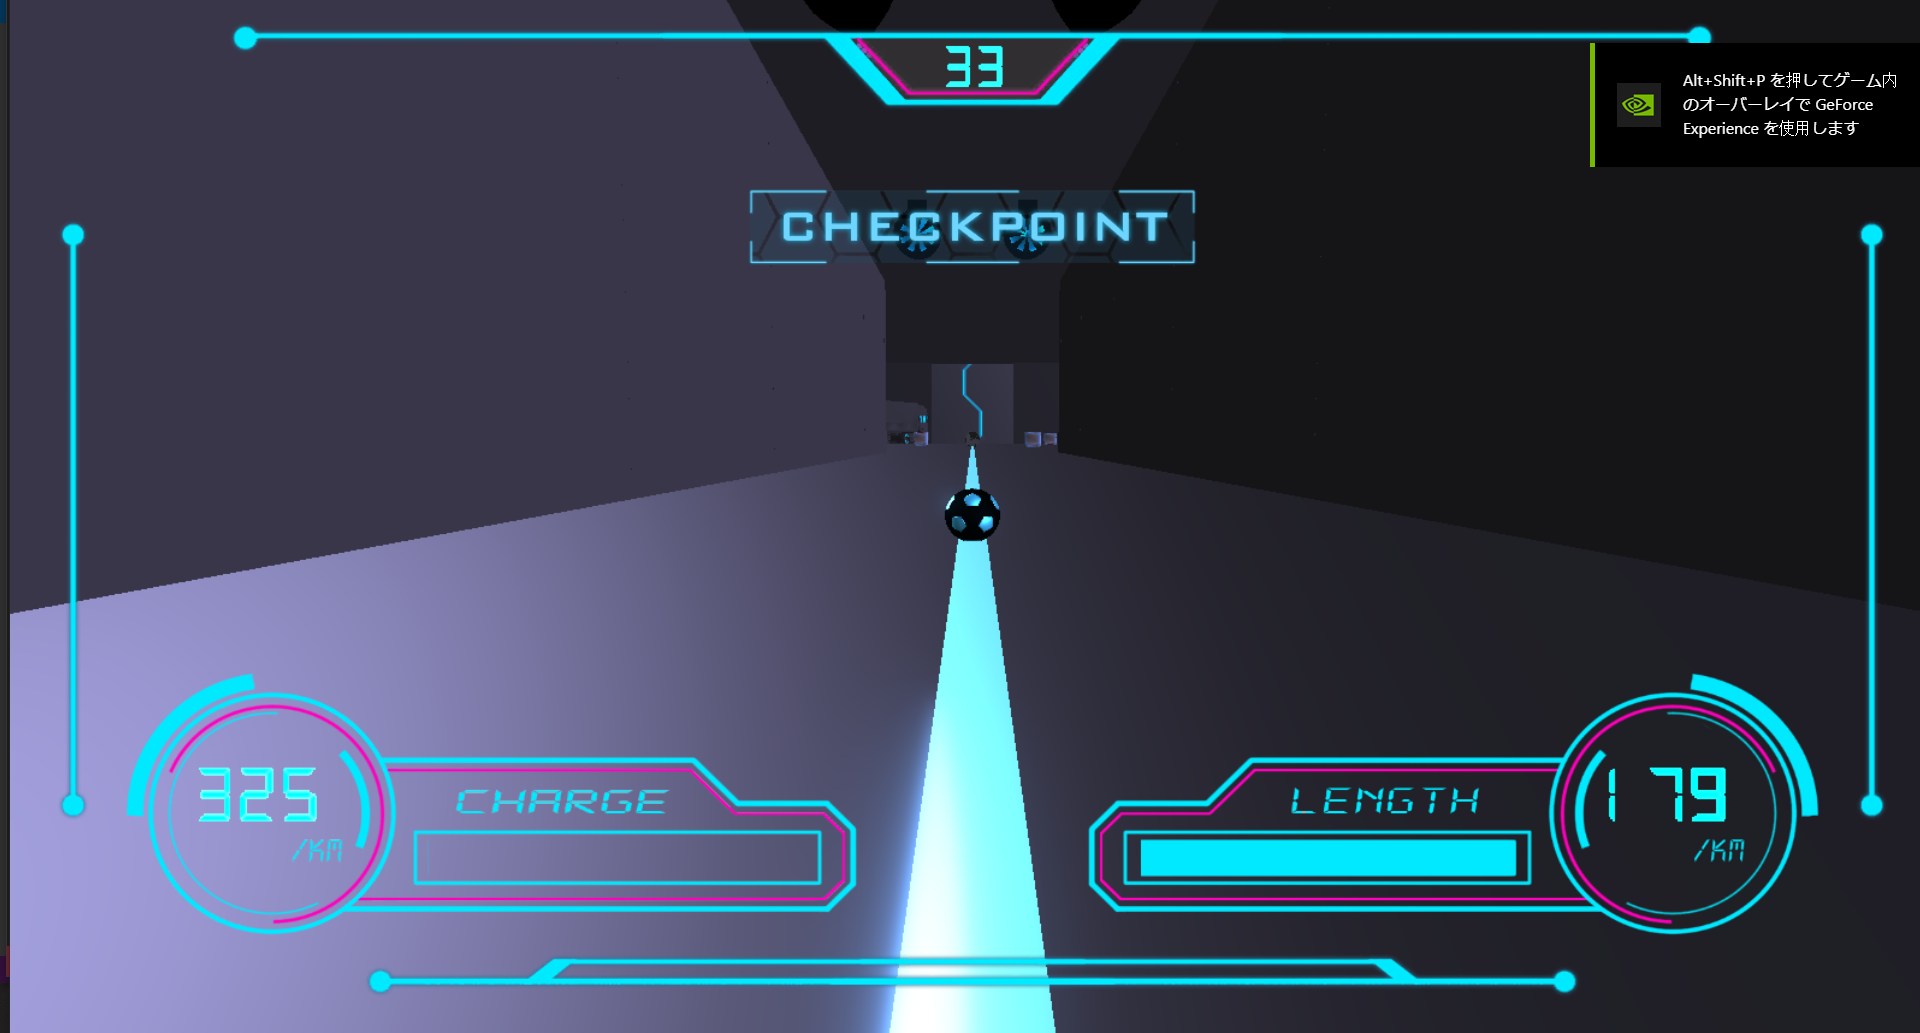 33
Alt+Shift+P を押してゲーム内
のオーバーレイで GeForce
Experience を使用します
CHECKPOINT
325
/KM
CHARGE
LENGTH
179
/KM